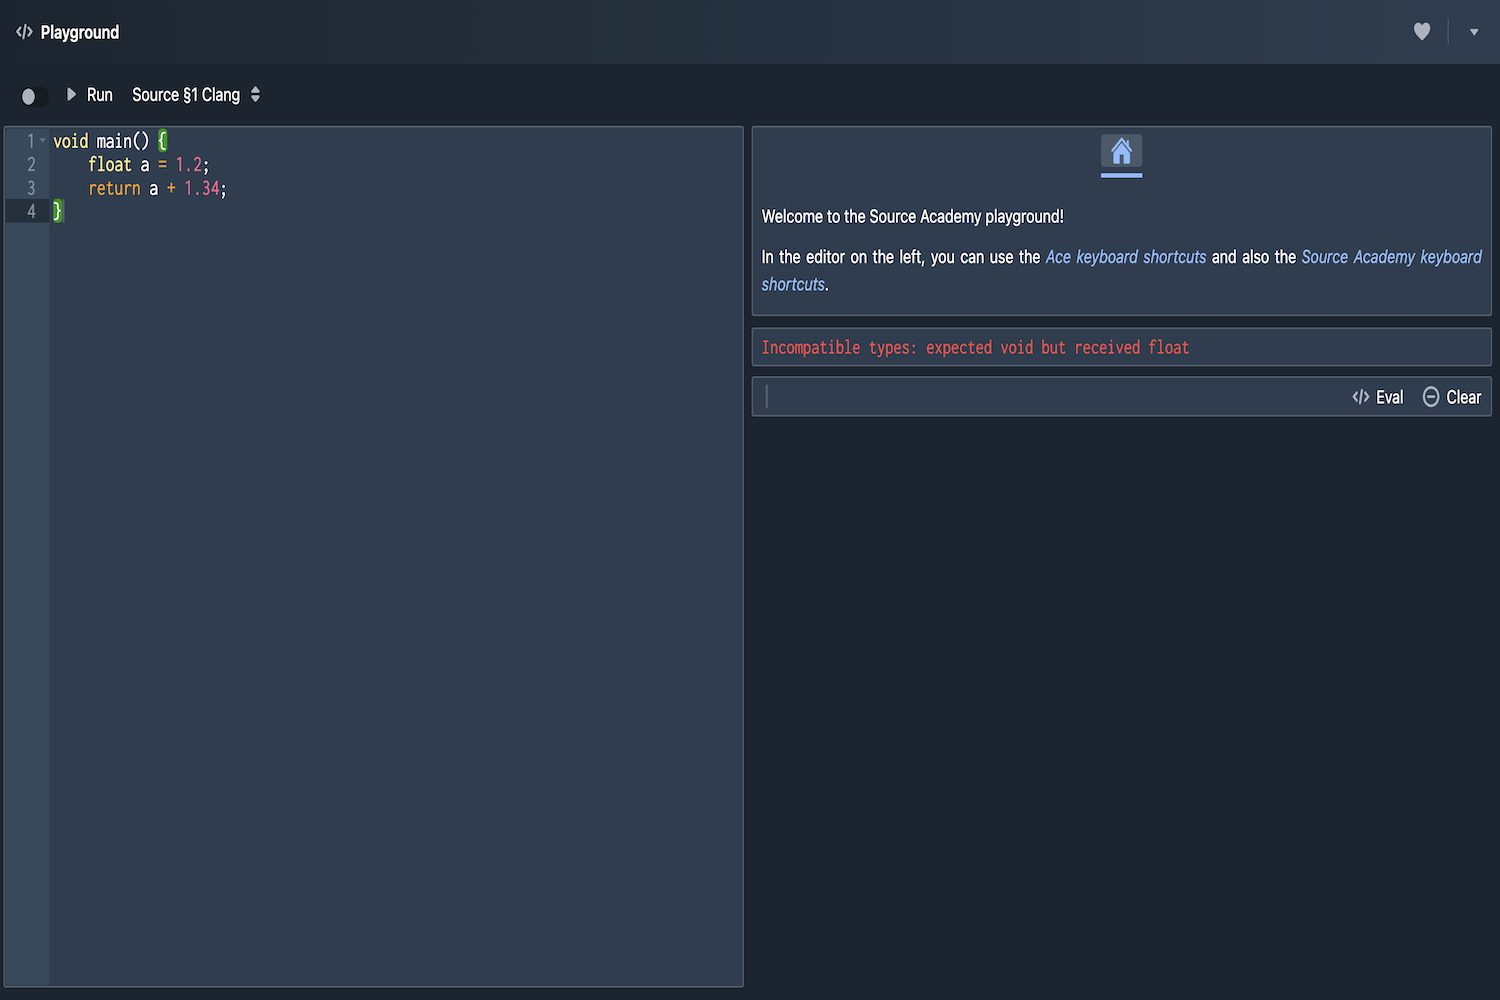 Playground
Run Source §1 Clang
1 void main() {
2 float a = 1.2;
3 return a + 1.34;
4 }
Welcome to the Source Academy playground!
In the editor on the left, you can use the Ace keyboard shortcuts and also the Source Academy keyboard
shortcuts.
Incompatible types: expected void but received float
Eval Clear